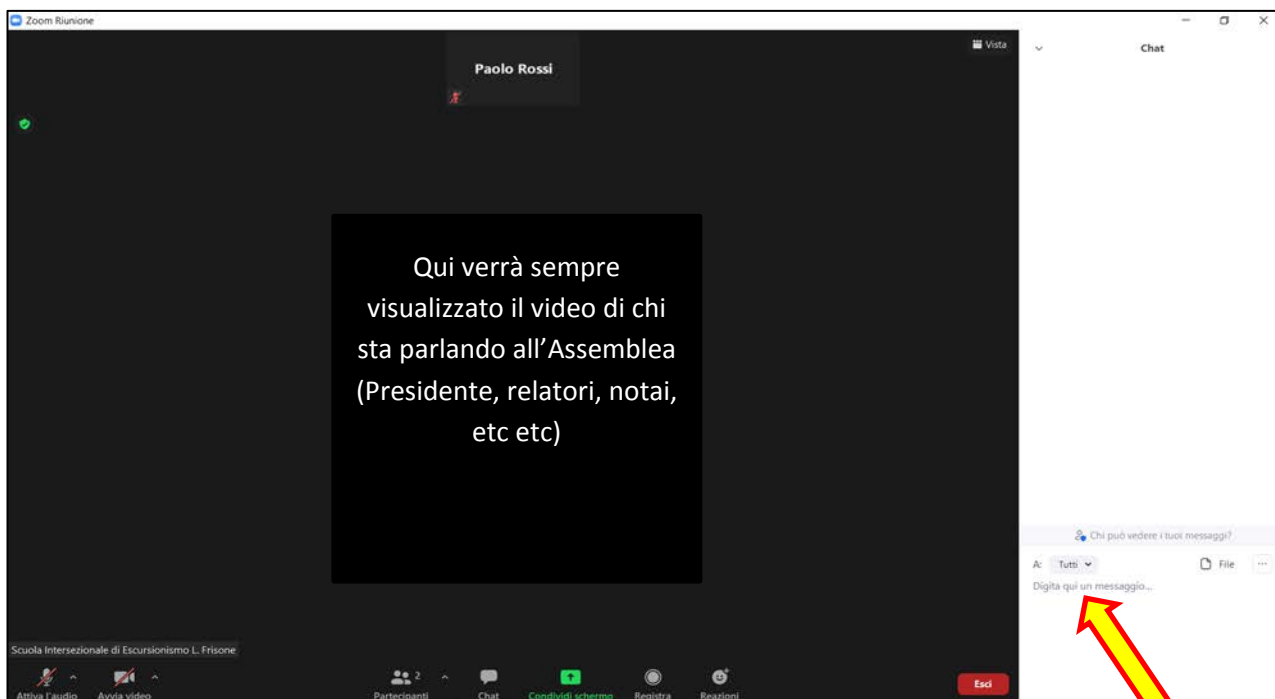 Zoom Riunione
Vista
Chat
Paolo Rossi
Qui verrà sempre
visualizzato il video di chi
sta parlando all’Assemblea
(Presidente, relatori, notai,
etc etc)
Chi può vedere i tuoi messaggi?
A: Tutti File
Digita qui un messaggio...
Scuola Intersezionale di Escursionismo L. Frisone
2
Attiva l'audio Avvia video Partecipanti Chat Condividi schermo Registra Reazioni
Esci